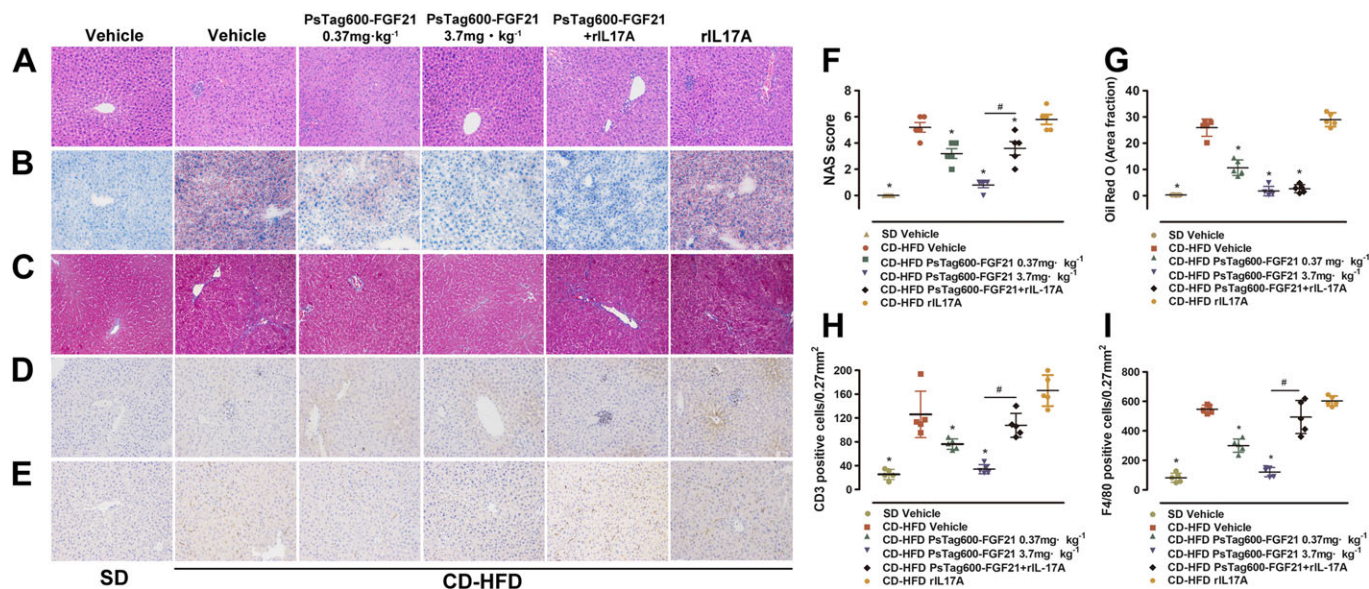 Vehicle
Vehicle
PsTag600-FGF21
0.37mg·kg-1
PsTag600-FGF21
3.7mg · kg-1
PsTag600-FGF21
+rIL17A
rIL17A
A
B
C
D
E
SD
CD-HFD
F
NAS score
8
6
4
2
0
*
*
*
#
*
SD Vehicle
CD-HFD Vehicle
CD-HFD PsTag600-FGF21 0.37mg· kg-1
CD-HFD PsTag600-FGF21 3.7mg· kg-1
CD-HFD PsTag600-FGF21+rIL-17A
CD-HFD rIL17A
G
Oil Red O (Area fraction)
40
30
20
10
0
*
*
*
*
SD Vehicle
CD-HFD Vehicle
CD-HFD PsTag600-FGF21 0.37 mg· kg-1
CD-HFD PsTag600-FGF21 3.7mg· kg-1
CD-HFD PsTag600-FGF21+rIL-17A
CD-HFD rIL17A
H
CD3 positive cells/0.27mm2
200
160
120
80
40
0
*
*
*
#
SD Vehicle
CD-HFD Vehicle
CD-HFD PsTag600-FGF21 0.37mg· kg-1
CD-HFD PsTag600-FGF21 3.7mg· kg-1
CD-HFD PsTag600-FGF21+rIL-17A
CD-HFD rIL17A
I
F4/80 positive cells/0.27mm2
800
600
400
200
0
*
*
*
#
SD Vehicle
CD-HFD Vehicle
CD-HFD PsTag600-FGF21 0.37mg· kg-1
CD-HFD PsTag600-FGF21 3.7mg· kg-1
CD-HFD PsTag600-FGF21+rIL-17A
CD-HFD rIL17A